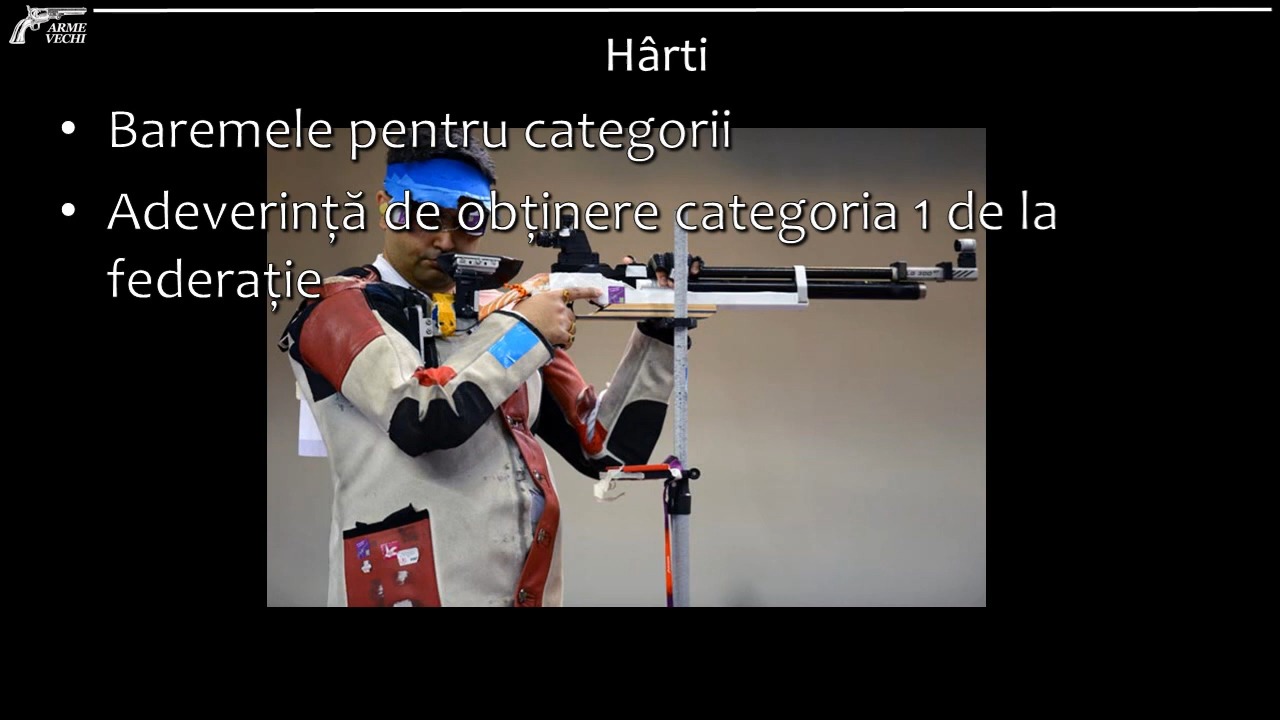 ARME
VECHI
Hârti
• Baremele pentru categorii
• Adeverință de obținere categoria 1 de la
federație